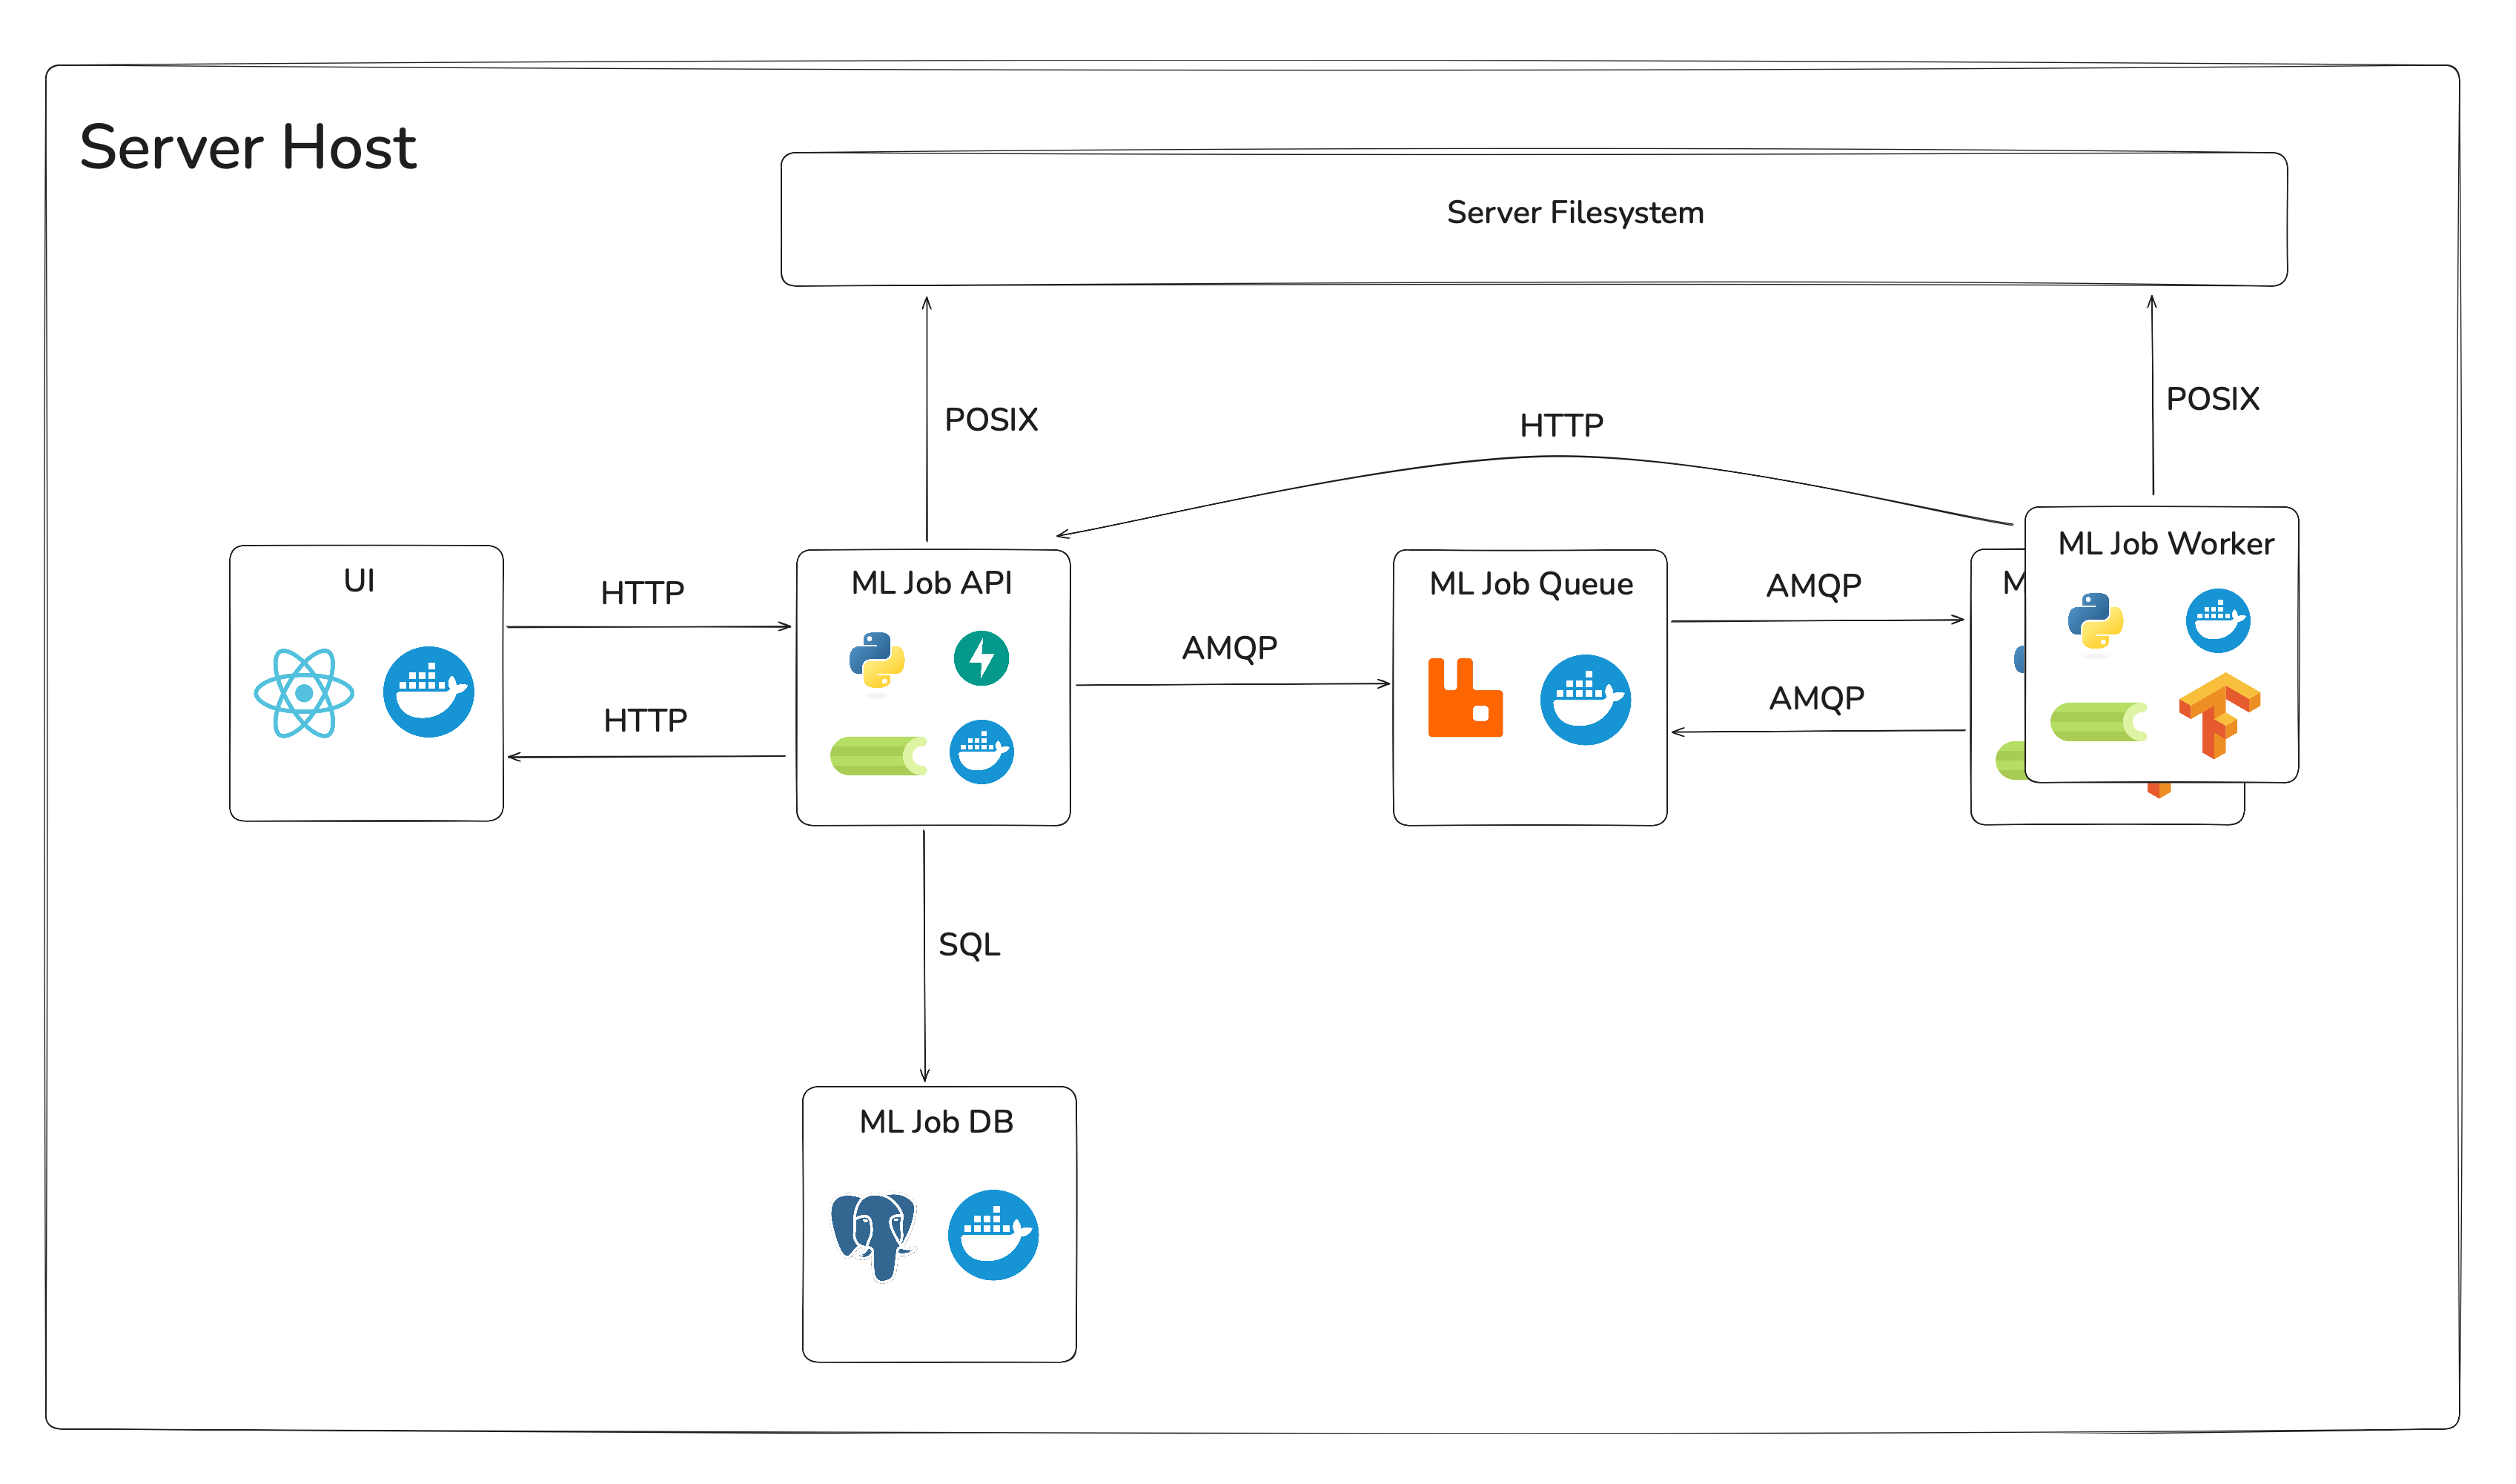 Server Host
Server Filesystem
POSIX
POSIX
HTTP
UI
HTTP
HTTP
ML Job API
AMQP
ML Job Queue
AMQP
AMQP
M
ML Job Worker
SQL
ML Job DB